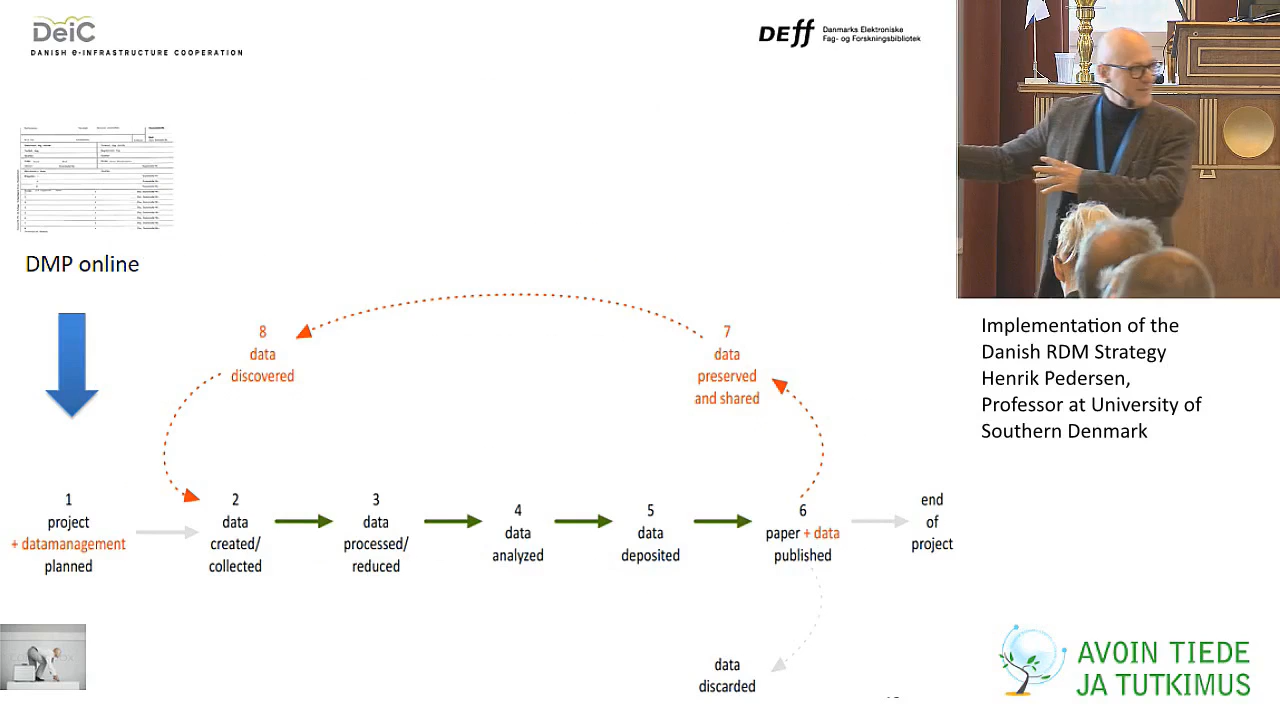 DeiC
DANISH e-INFRASTRUCTURE COOPERATION
DEff
Danmarks Elektroniske
Fag- og Forskningsbibliotek
DMP online
8
data
discovered
7
data
preserved
and shared
1
project
+ datamanagement
planned
2
data
created/
collected
3
data
processed/
reduced
4
data
analyzed
5
data
deposited
6
paper + data
published
end
of
project
data
discarded
Implementation of the
Danish RDM Strategy
Henrik Pedersen,
Professor at University of
Southern Denmark
AVOIN TIEDE
JA TUTKIMUS